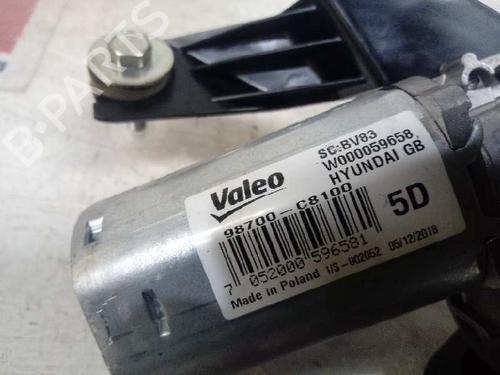 B-PARTS
SC:BV83
W000059658
HYUNDAI GB
Valeo
98700-C8100
5D
7 052000 596581
Made in Poland US-002052 05/12/2018